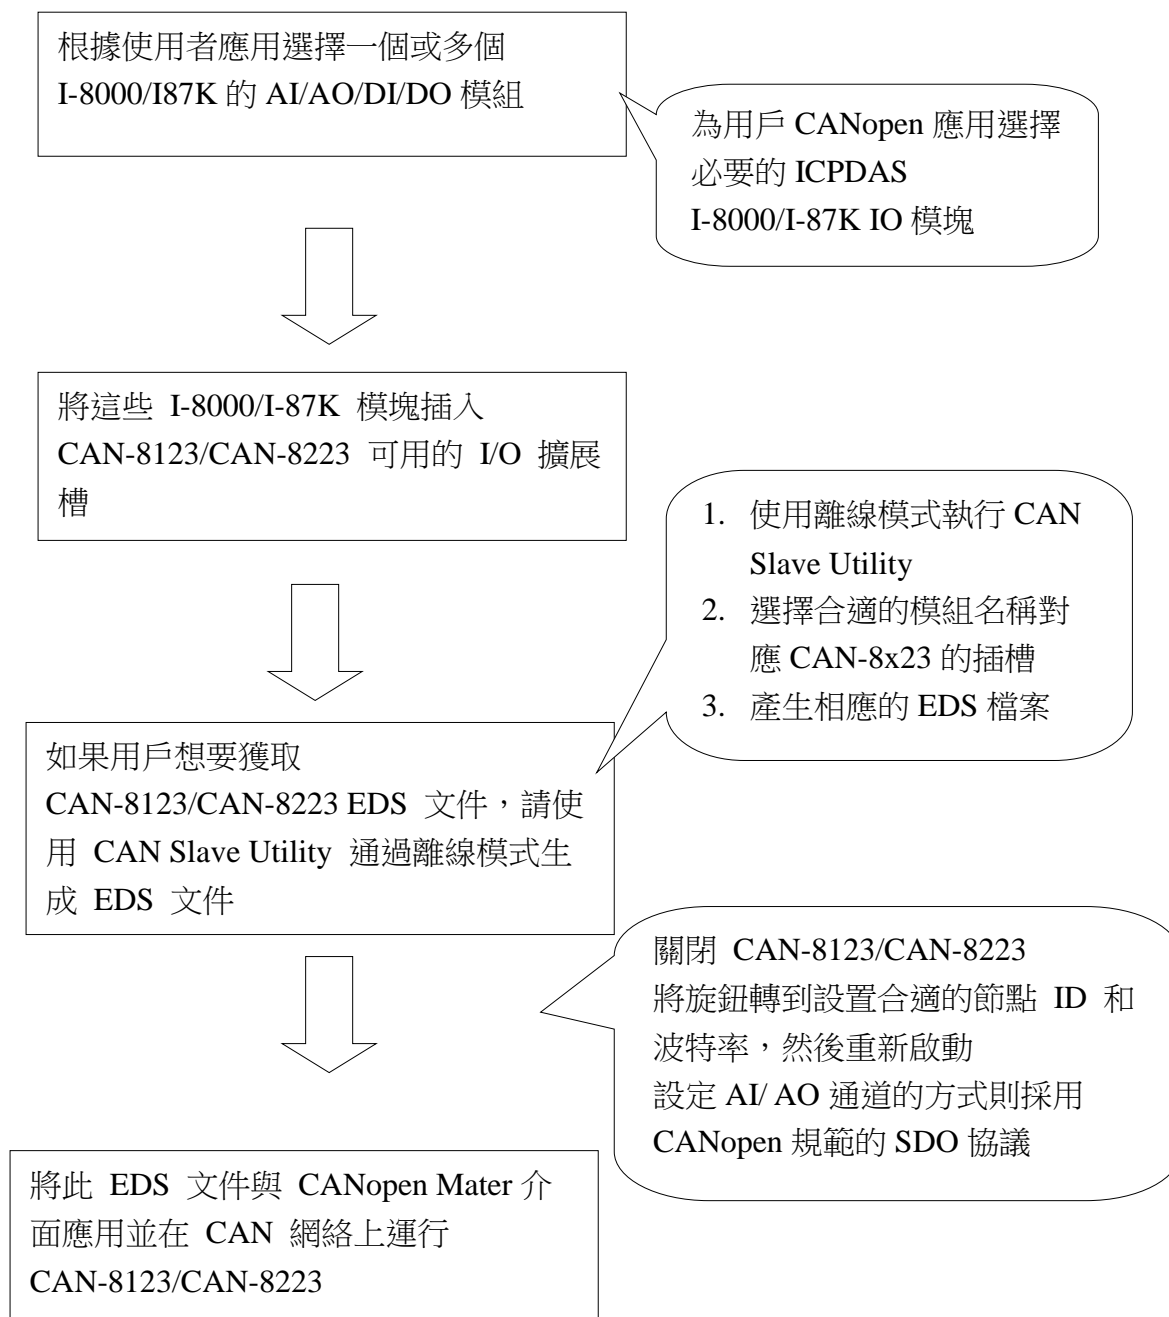 根據使用者應用選擇一個或多個
I-8000/I87K 的 AI/AO/DI/DO 模組
為用戶 CANopen 應用選擇
必要的 ICPDAS
I-8000/I-87K IO 模塊
將這些 I-8000/I-87K 模塊插入
CAN-8123/CAN-8223 可用的 I/O 擴展
槽
1. 使用離線模式執行 CAN
Slave Utility
2. 選擇合適的模組名稱對
應 CAN-8x23 的插槽
3. 產生相應的 EDS 檔案
如果用戶想要獲取
CAN-8123/CAN-8223 EDS 文件，請使
用 CAN Slave Utility 通過離線模式生
成 EDS 文件
關閉 CAN-8123/CAN-8223
將旋鈕轉到設置合適的節點 ID 和
波特率，然後重新啟動
設定 AI/ AO 通道的方式則採用
CANopen 規範的 SDO 協議
將此 EDS 文件與 CANopen Mater 介
面應用並在 CAN 網絡上運行
CAN-8123/CAN-8223